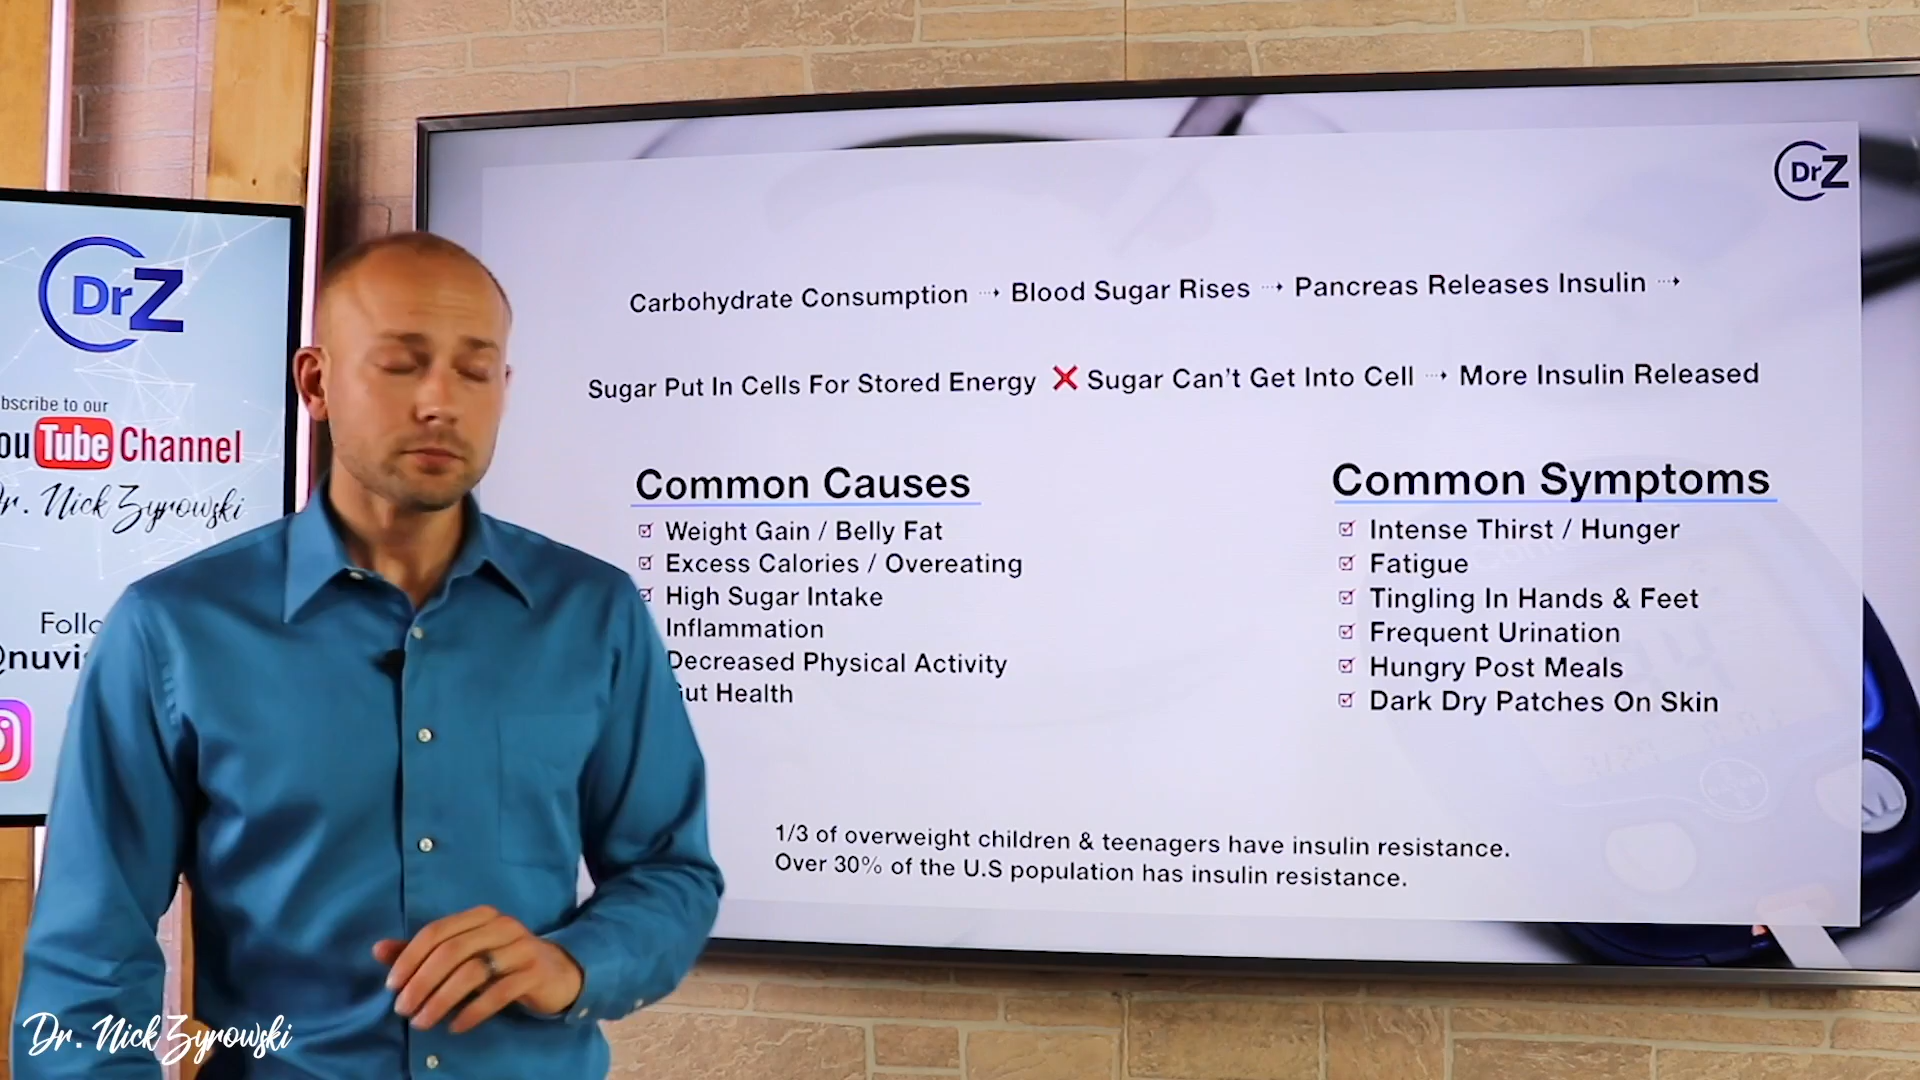 DrZ
Carbohydrate Consumption → Blood Sugar Rises → Pancreas Releases Insulin →
Sugar Put In Cells For Stored Energy ❌ Sugar Can't Get Into Cell → More Insulin Released
Common Causes
Weight Gain / Belly Fat
Excess Calories / Overeating
High Sugar Intake
Inflammation
Decreased Physical Activity
Gut Health
Common Symptoms
Intense Thirst / Hunger
Fatigue
Tingling In Hands & Feet
Frequent Urination
Hungry Post Meals
Dark Dry Patches On Skin
1/3 of overweight children & teenagers have insulin resistance.
Over 30% of the U.S population has insulin resistance.
DrZ
bscribe to our
ou Tube Channel
Dr. Nick Zyrowski
Follo
@nuvi
Dr. Nick Zyrowski